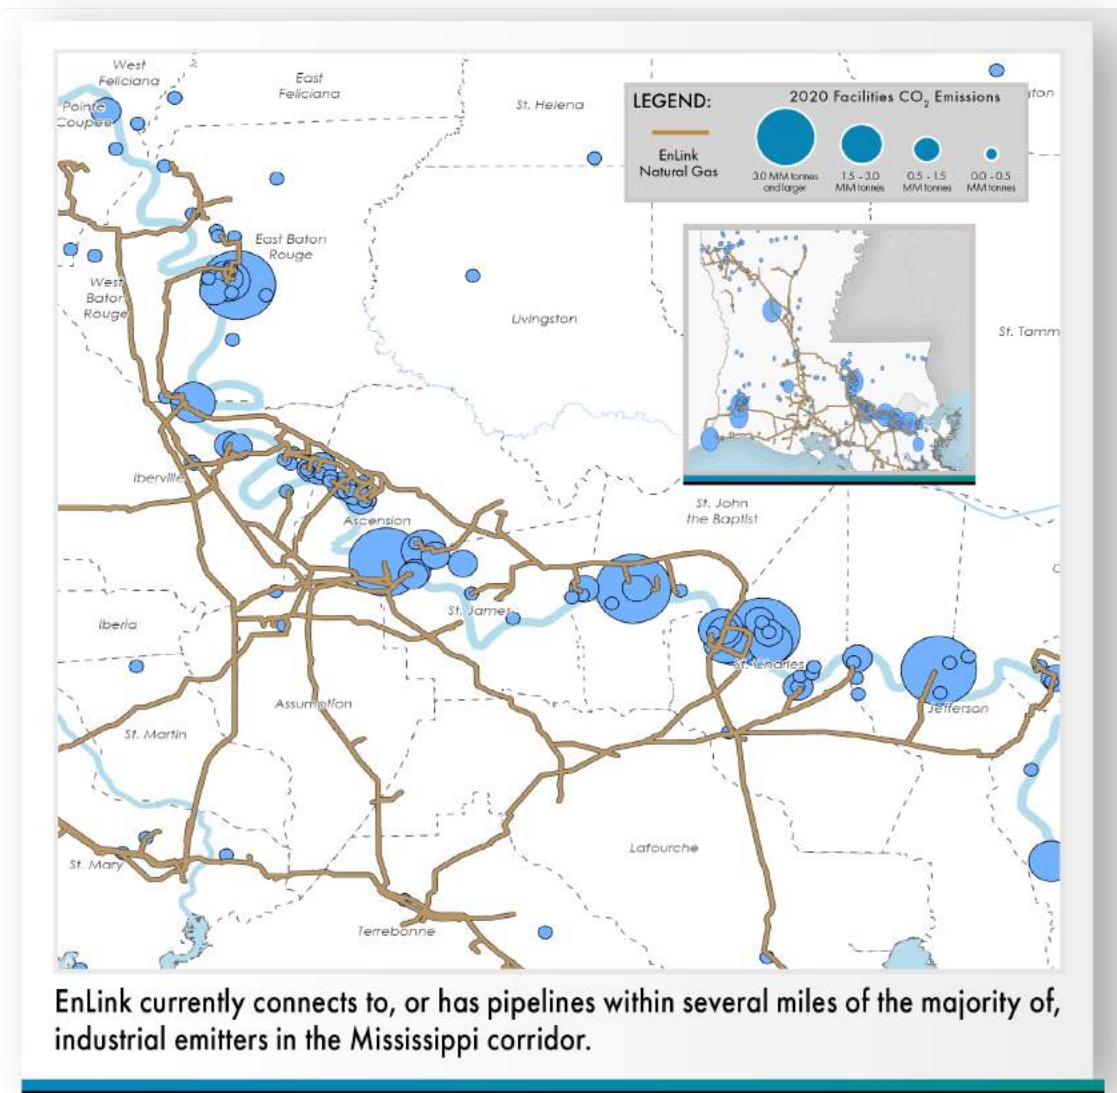 West
Feliciana
East
Feliciana
Pointe
Coupee
St. Helena
LEGEND:
2020 Facilities CO₂ Emissions
EnLink
Natural Gas
3.0 MM tonnes
and larger
1.5 - 3.0
MM tonnes
0.5 - 1.5
MM tonnes
0.0 - 0.5
MM tonnes
East Baton
Rouge
West
Baton
Rouge
Livingston
St. Tamm
Iberville
Ascension
St. John
the Baptist
St. James
Iberia
St. Charles
Assumption
Jefferson
St. Martin
St. Mary
Lafourche
Terrebonne
EnLink currently connects to, or has pipelines within several miles of the majority of,
industrial emitters in the Mississippi corridor.